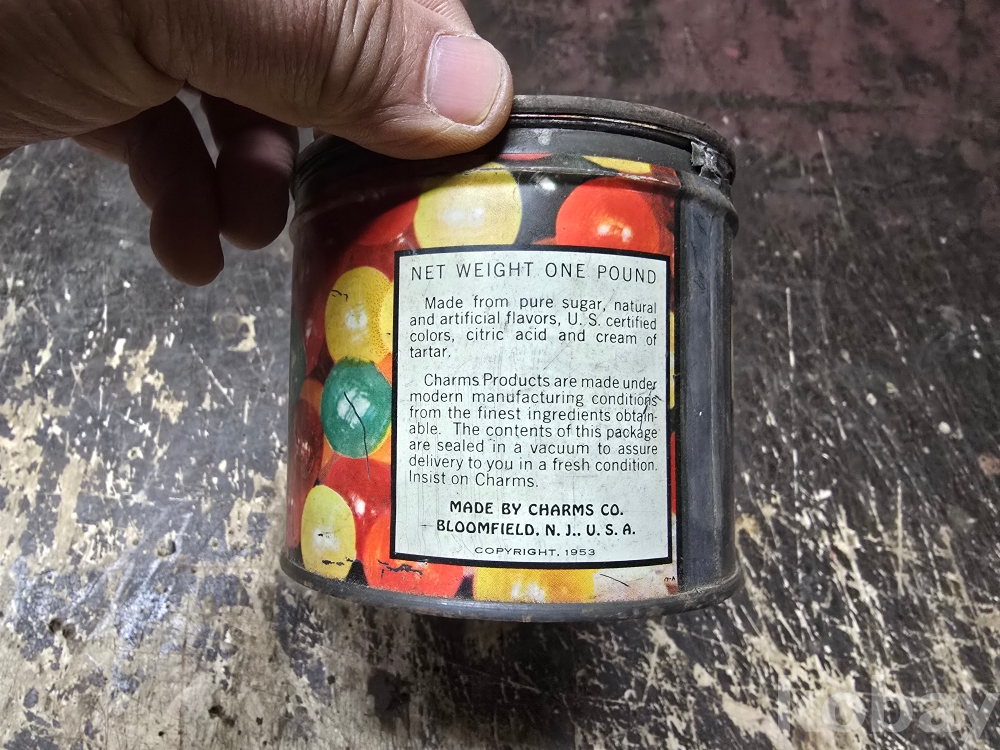 NET WEIGHT ONE POUND
Made from pure sugar, natural
and artificial flavors, U. S. certified
colors, citric acid and cream of
tartar.
Charms Products are made under
modern manufacturing conditions
from the finest ingredients obtain-
able. The contents of this package
are sealed in a vacuum to assure
delivery to you in a fresh condition.
Insist on Charms.
MADE BY CHARMS CO.
BLOOMFIELD, N. J., U. S. A.
COPYRIGHT, 1953